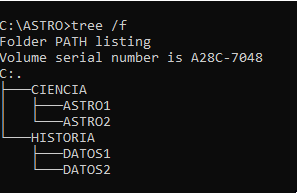 C:\ASTRO>tree /f
Folder PATH listing
Volume serial number is A28C-7048
C:.
├───CIENCIA
│   ├───ASTRO1
│   └───ASTRO2
└───HISTORIA
    ├───DATOS1
    └───DATOS2